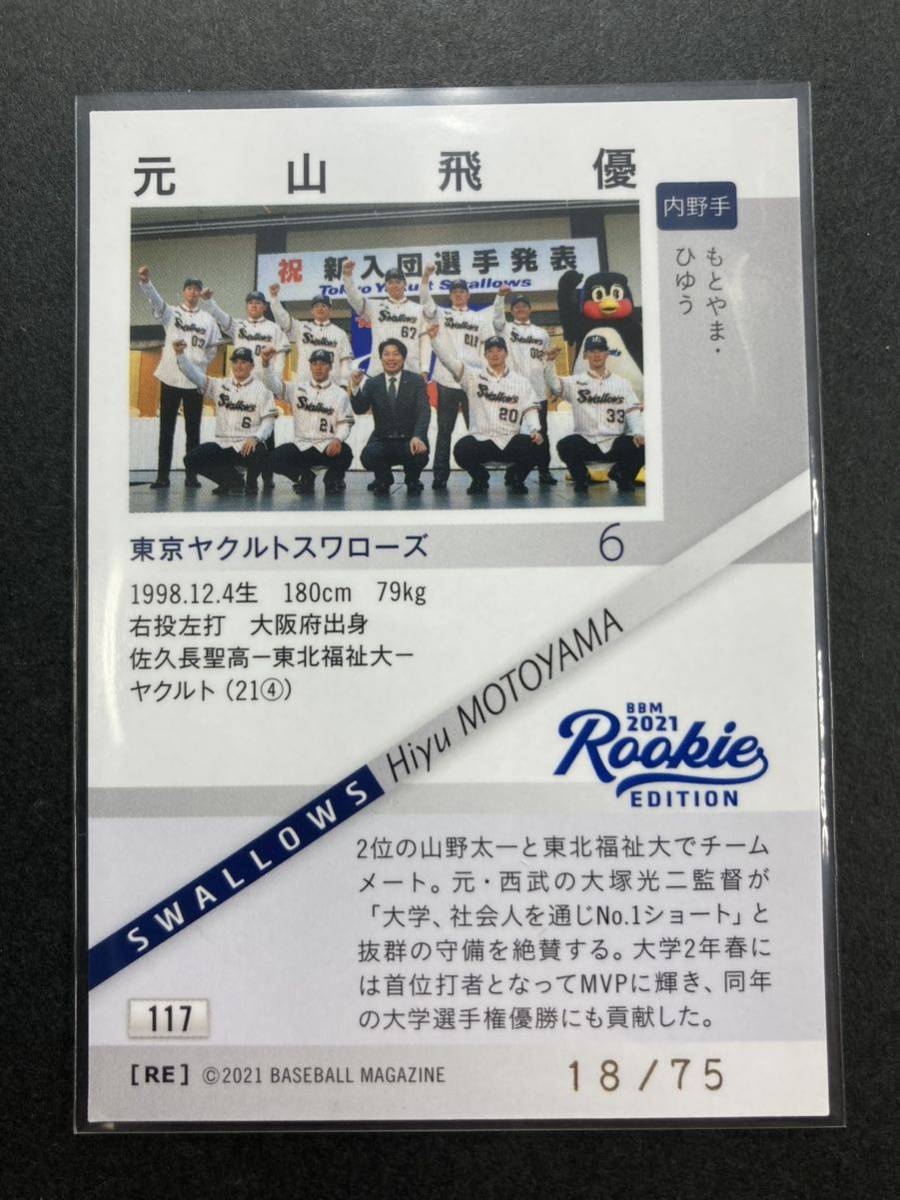 元山飛優
内野手
もとやま・
ひゆう
祝 新入団選手発表
Tokyo Yakult Swallows
東京ヤクルトスワローズ 6
1998.12.4生 180cm 79kg
右投左打 大阪府出身
佐久長聖高ー東北福祉大ー
ヤクルト（21④）
SWALLOWS Hiyu MOTOYAMA
BBM
2021
Rookie
EDITION
2位の山野太一と東北福祉大でチーム
メート。元・西武の大塚光二監督が
「大学、社会人を通じNo.1ショート」と
抜群の守備を絶賛する。大学2年春に
は首位打者となってMVPに輝き、同年
の大学選手権優勝にも貢献した。
117
[RE] ©2021 BASEBALL MAGAZINE
18/75